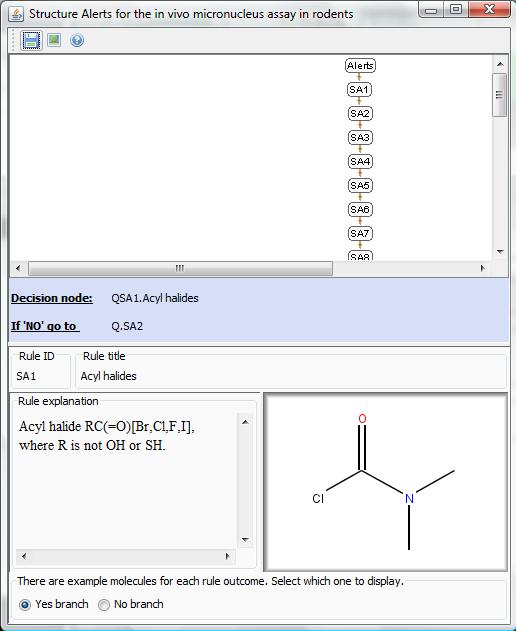 Structure Alerts for the in vivo micronucleus assay in rodents
Alerts
SA1
SA2
SA3
SA4
SA5
SA6
SA7
SA8
Decision node: QSA1.Acyl halides
If 'NO' go to Q.SA2
Rule ID Rule title
SA1 Acyl halides
Rule explanation
Acyl halide RC(=O)[Br,Cl,F,I],
where R is not OH or SH.
O
Cl
N
There are example molecules for each rule outcome. Select which one to display.
Yes branch No branch